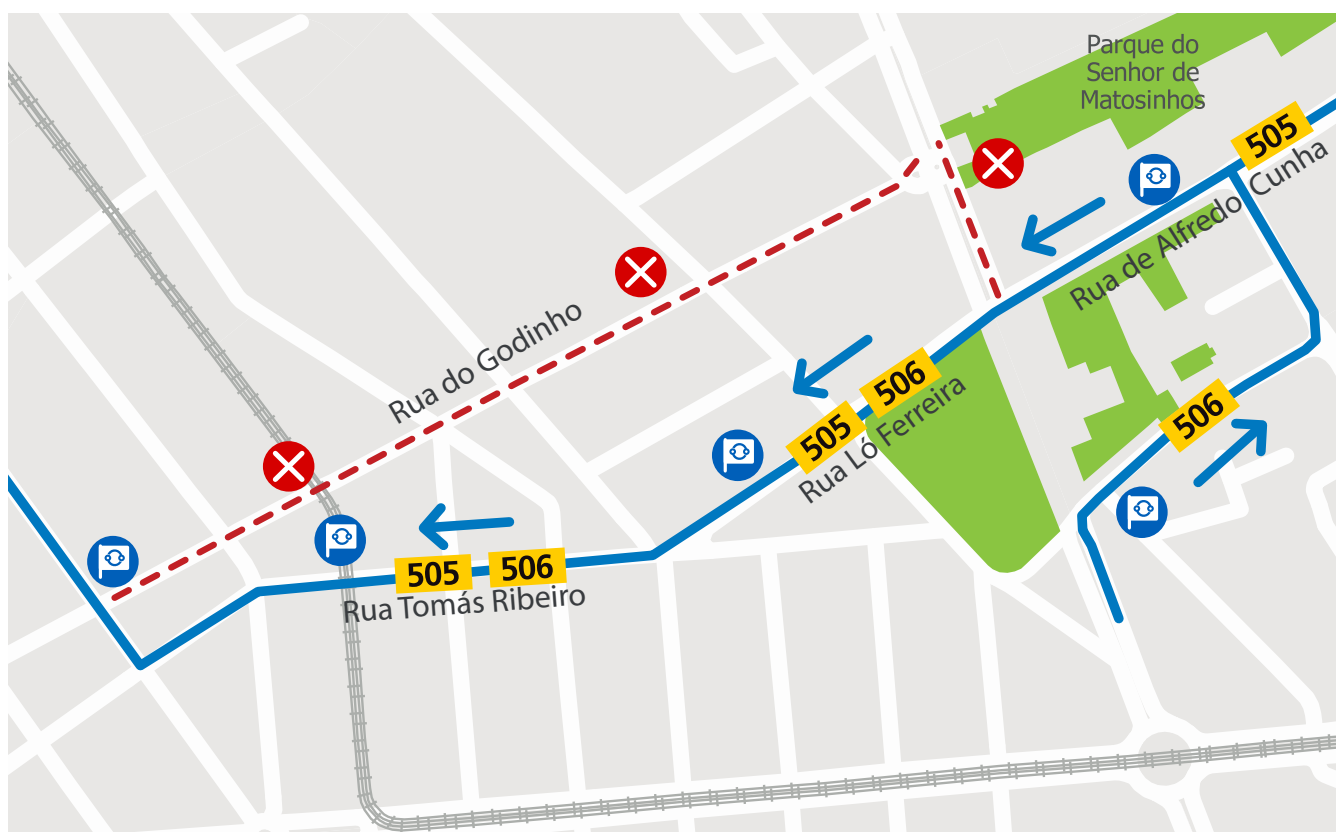 Parque do
Senhor de
Matosinhos
505
Rua de Alfredo Cunha
Rua do Godinho
506
505
Rua Ló Ferreira
506
505
506
Rua Tomás Ribeiro